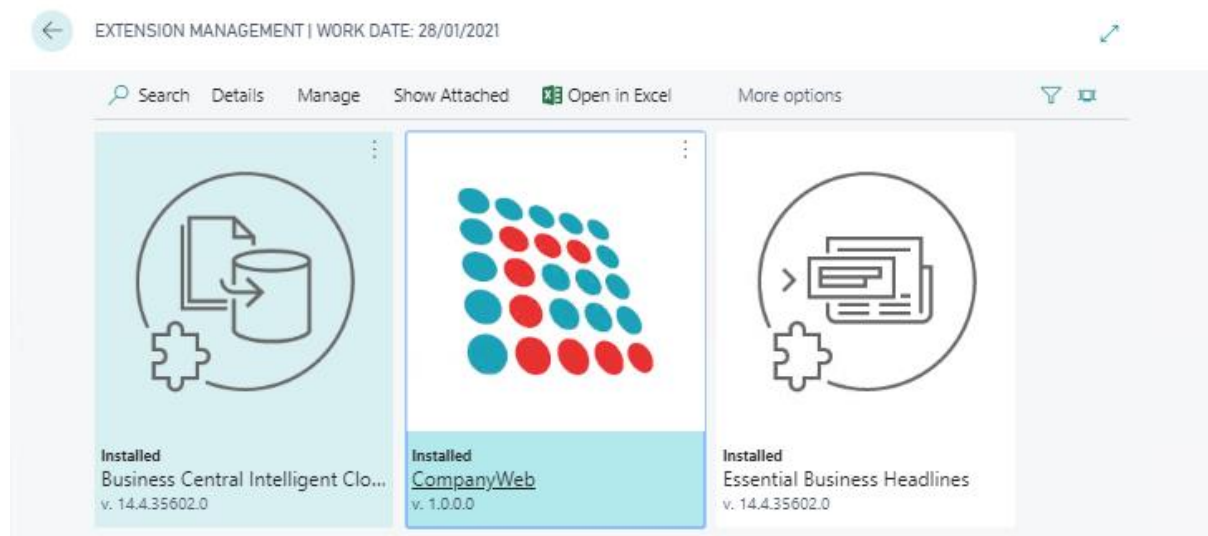 EXTENSION MANAGEMENT | WORK DATE: 28/01/2021
Search Details Manage Show Attached Open in Excel More options
Installed
Business Central Intelligent Clo...
v. 14.4.35602.0
Installed
CompanyWeb
v. 1.0.0.0
Installed
Essential Business Headlines
v. 14.4.35602.0